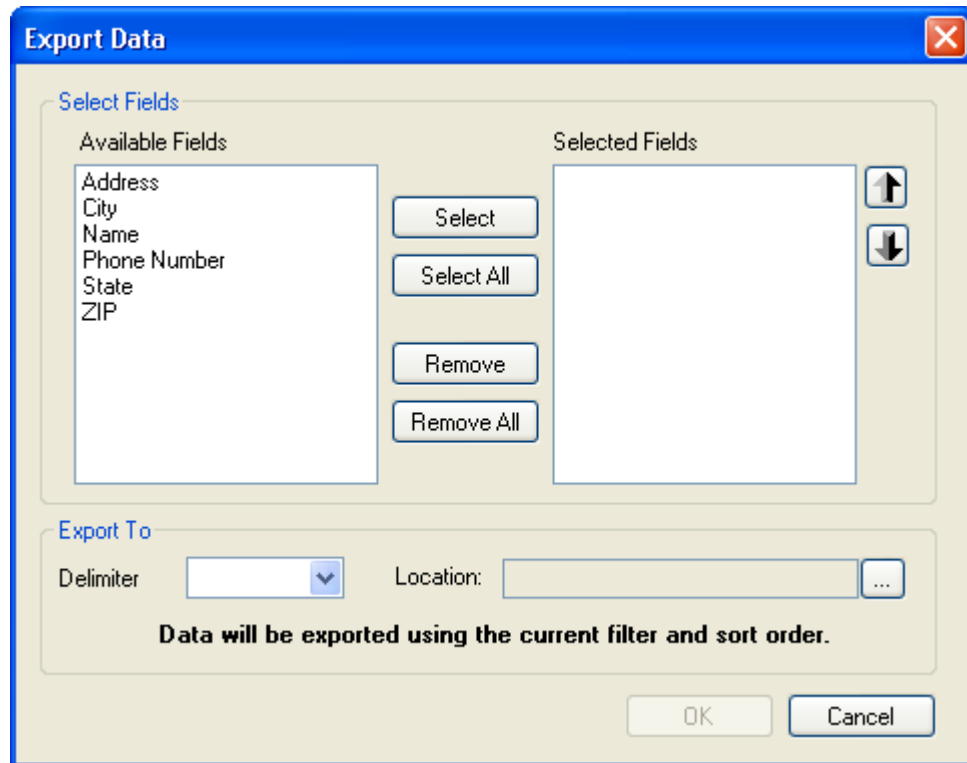 Export Data
Select Fields
Available Fields
Selected Fields
Address
City
Name
Phone Number
State
ZIP
Select
Select All
Remove
Remove All
Export To
Delimiter
Location:
...
Data will be exported using the current filter and sort order.
OK
Cancel